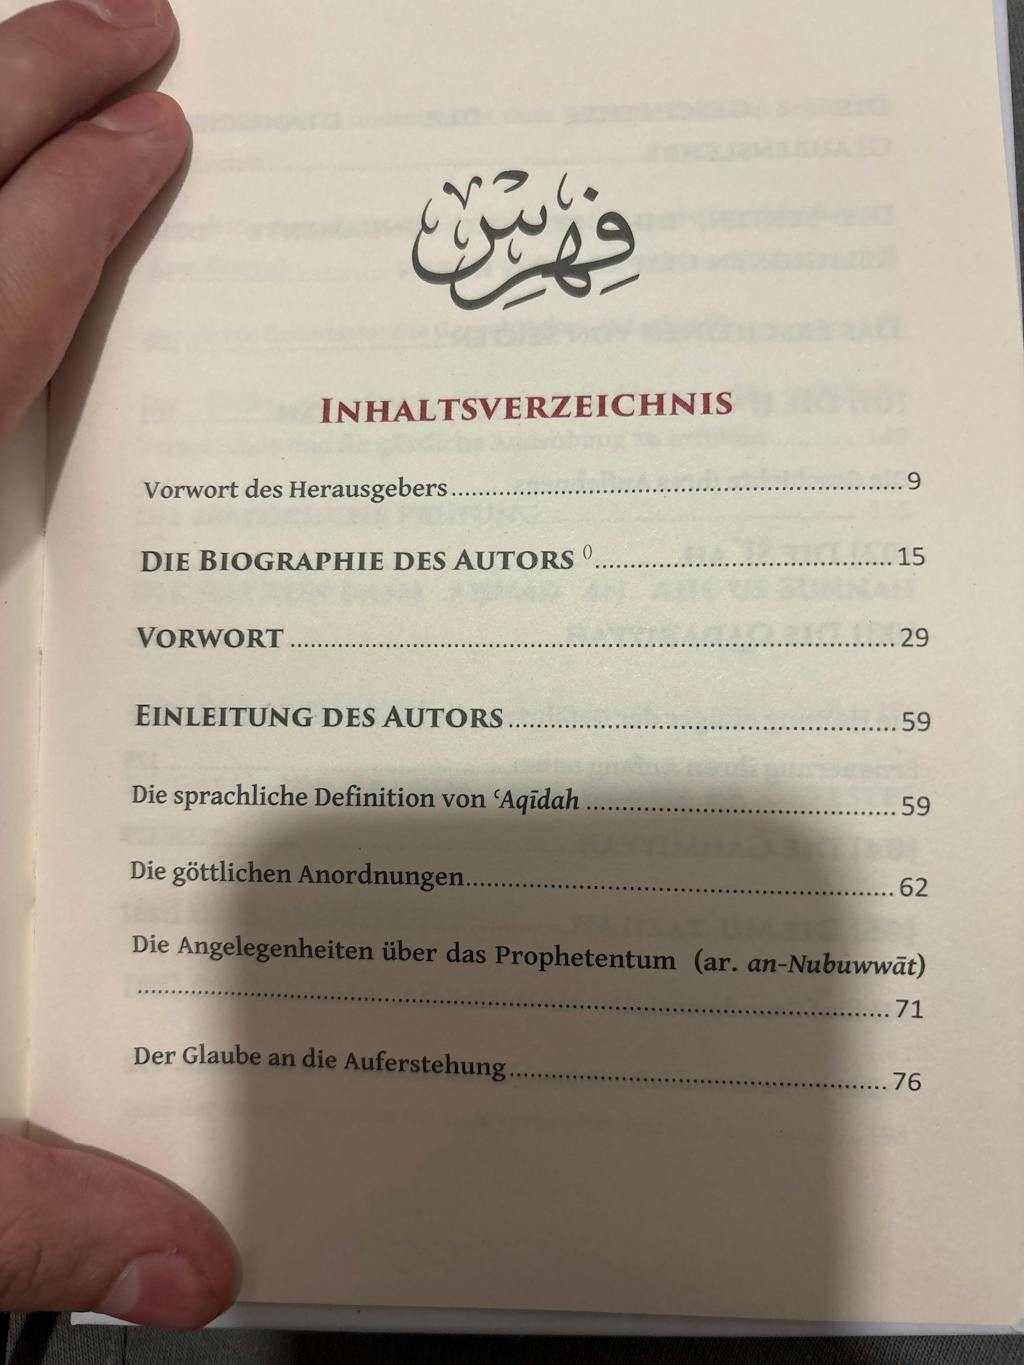 فهرس
INHALTSVERZEICHNIS
Vorwort des Herausgebers........................................................9
DIE BIOGRAPHIE DES AUTORS ⁽⁾.....................................15
VORWORT ..........................................................................29
EINLEITUNG DES AUTORS................................................59
Die sprachliche Definition von ʿAqīdah .......................................59
Die göttlichen Anordnungen.....................................................62
Die Angelegenheiten über das Prophetentum (ar. an-Nubuwwāt)
..........................................................................................71
Der Glaube an die Auferstehung...............................................76